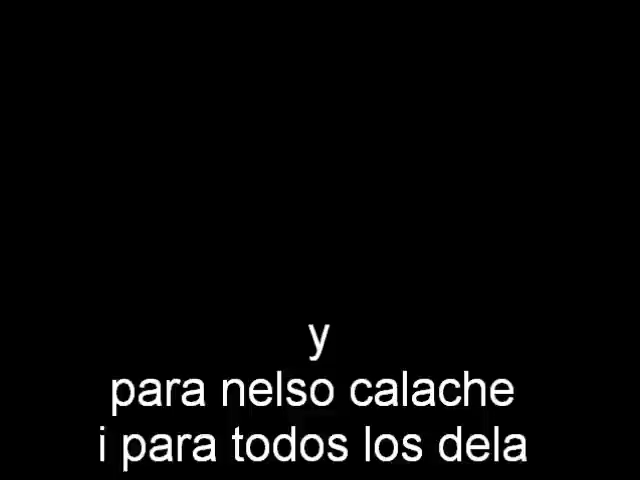 y
para nelso calache
i para todos los dela